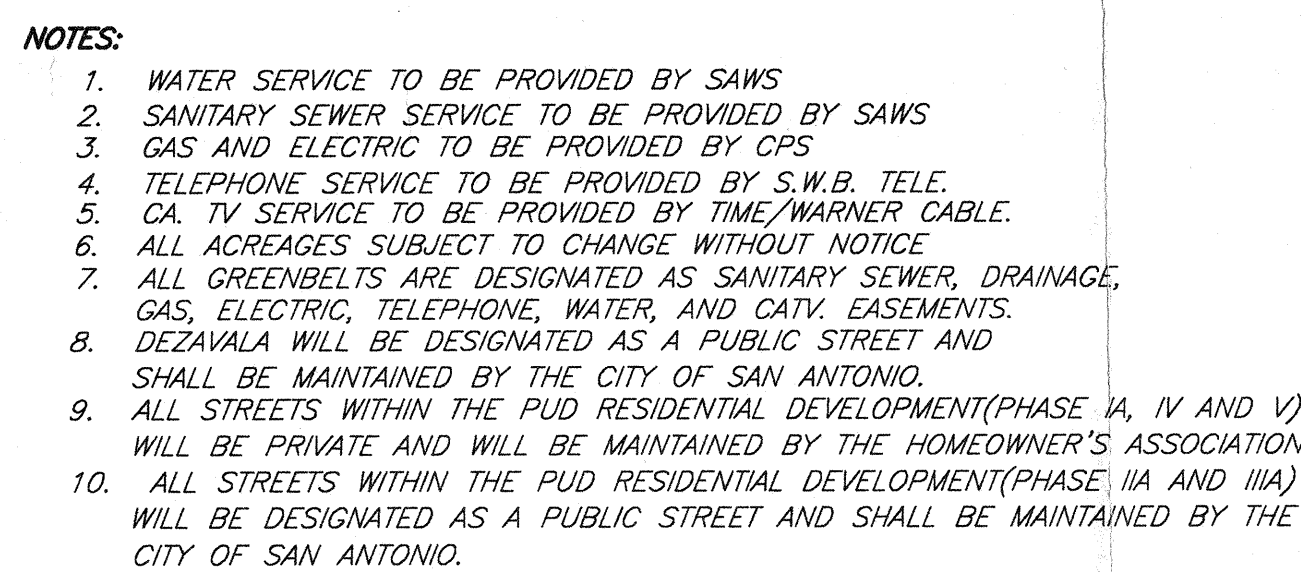 NOTES:
1. WATER SERVICE TO BE PROVIDED BY SAWS
2. SANITARY SEWER SERVICE TO BE PROVIDED BY SAWS
3. GAS AND ELECTRIC TO BE PROVIDED BY CPS
4. TELEPHONE SERVICE TO BE PROVIDED BY S.W.B. TELE.
5. CA. TV SERVICE TO BE PROVIDED BY TIME/WARNER CABLE.
6. ALL ACREAGES SUBJECT TO CHANGE WITHOUT NOTICE
7. ALL GREENBELTS ARE DESIGNATED AS SANITARY SEWER, DRAINAGE,
GAS, ELECTRIC, TELEPHONE, WATER, AND CATV. EASEMENTS.
8. DEZAVALA WILL BE DESIGNATED AS A PUBLIC STREET AND
SHALL BE MAINTAINED BY THE CITY OF SAN ANTONIO.
9. ALL STREETS WITHIN THE PUD RESIDENTIAL DEVELOPMENT(PHASE IA, IV AND V)
WILL BE PRIVATE AND WILL BE MAINTAINED BY THE HOMEOWNER'S ASSOCIATION
10. ALL STREETS WITHIN THE PUD RESIDENTIAL DEVELOPMENT(PHASE IIA AND IIIA)
WILL BE DESIGNATED AS A PUBLIC STREET AND SHALL BE MAINTAINED BY THE
CITY OF SAN ANTONIO.